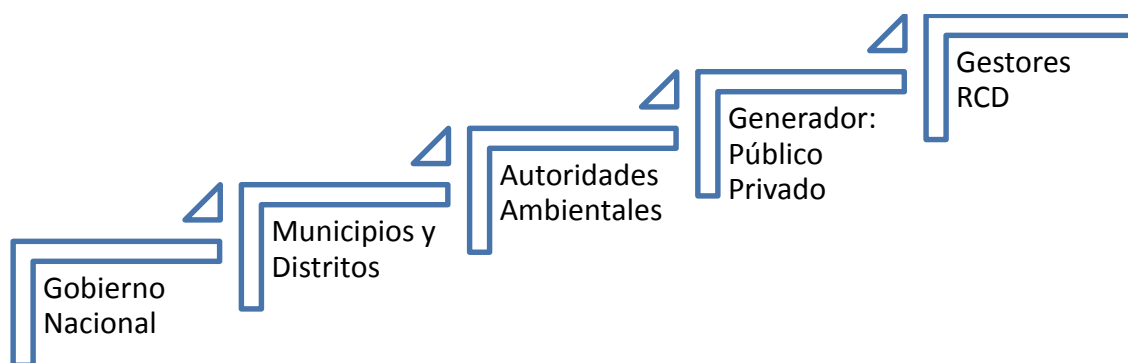 Gobierno
Nacional
Municipios y
Distritos
Autoridades
Ambientales
Generador:
Público
Privado
Gestores
RCD